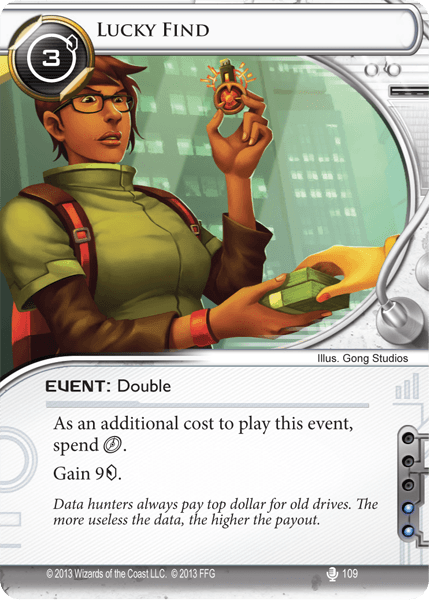 LUCKY FIND
3
Illus. Gong Studios
EVENT: Double
As an additional cost to play this event,
spend .
Gain 9.
Data hunters always pay top dollar for old drives. The
more useless the data, the higher the payout.
© 2013 Wizards of the Coast LLC. © 2013 FFG
109